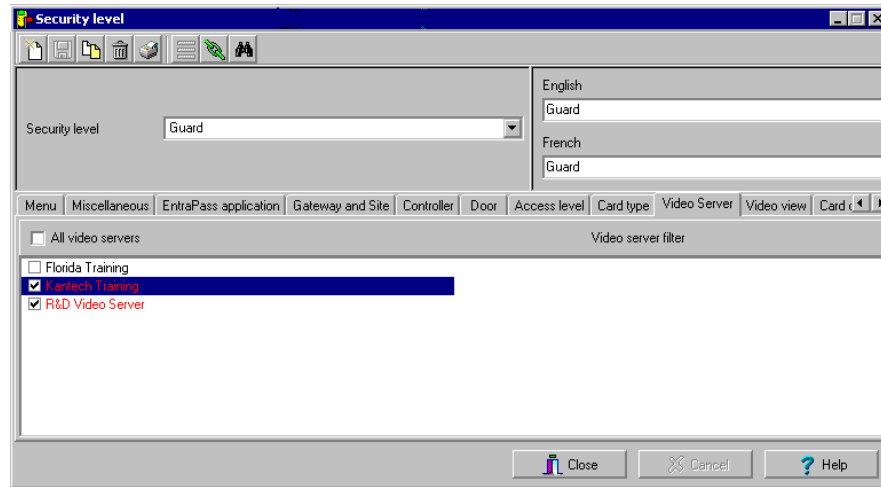 Security level
English
Guard
Security level
Guard
French
Guard
Menu Miscellaneous EntraPass application Gateway and Site Controller Door Access level Card type Video Server Video view Card
All video servers
Video server filter
Florida Training
Kantech Training
R&D Video Server
Close Cancel Help